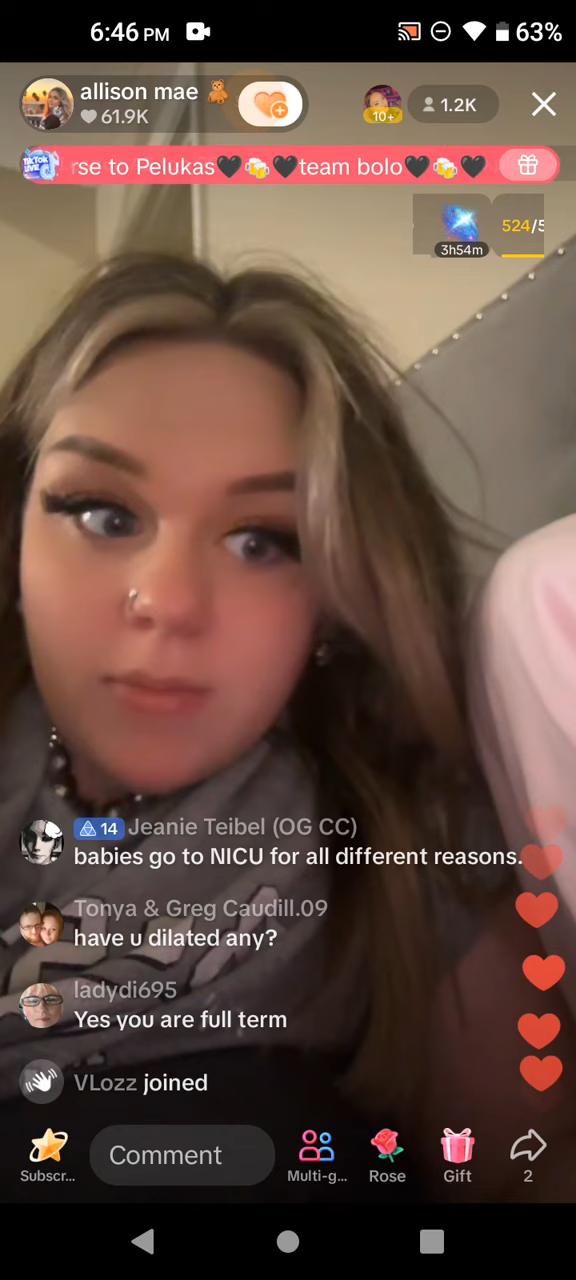 6:46 PM
63%
allison mae 🧸
61.9K
10+
1.2K
TikTok LIVE
rse to Pelukas🖤🍻🖤team bolo🖤🍻🖤
3h54m
524/5
14 Jeanie Teibel (OG CC)
babies go to NICU for all different reasons.
Tonya & Greg Caudill.09
have u dilated any?
ladydi695
Yes you are full term
VLozz joined
Comment
Subscr...
Multi-g...
Rose
Gift
2